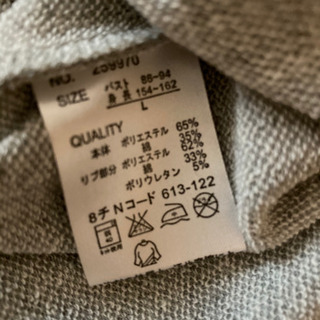 NO. 259970
SIZE バスト 86-94
身長 154-162
L
QUALITY
本体 ポリエステル 65%
綿 35%
リブ部分 ポリエステル 62%
綿 33%
ポリウレタン 5%
8チNコード 613-122
40